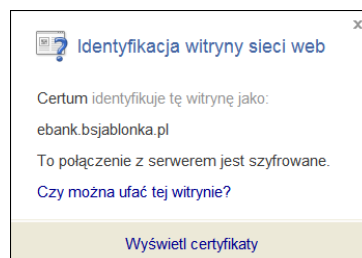 x
Identyfikacja witryny sieci web
Certum identyfikuje tę witrynę jako:
ebank.bsjablonka.pl
To połączenie z serwerem jest szyfrowane.
Czy można ufać tej witrynie?
Wyświetl certyfikaty